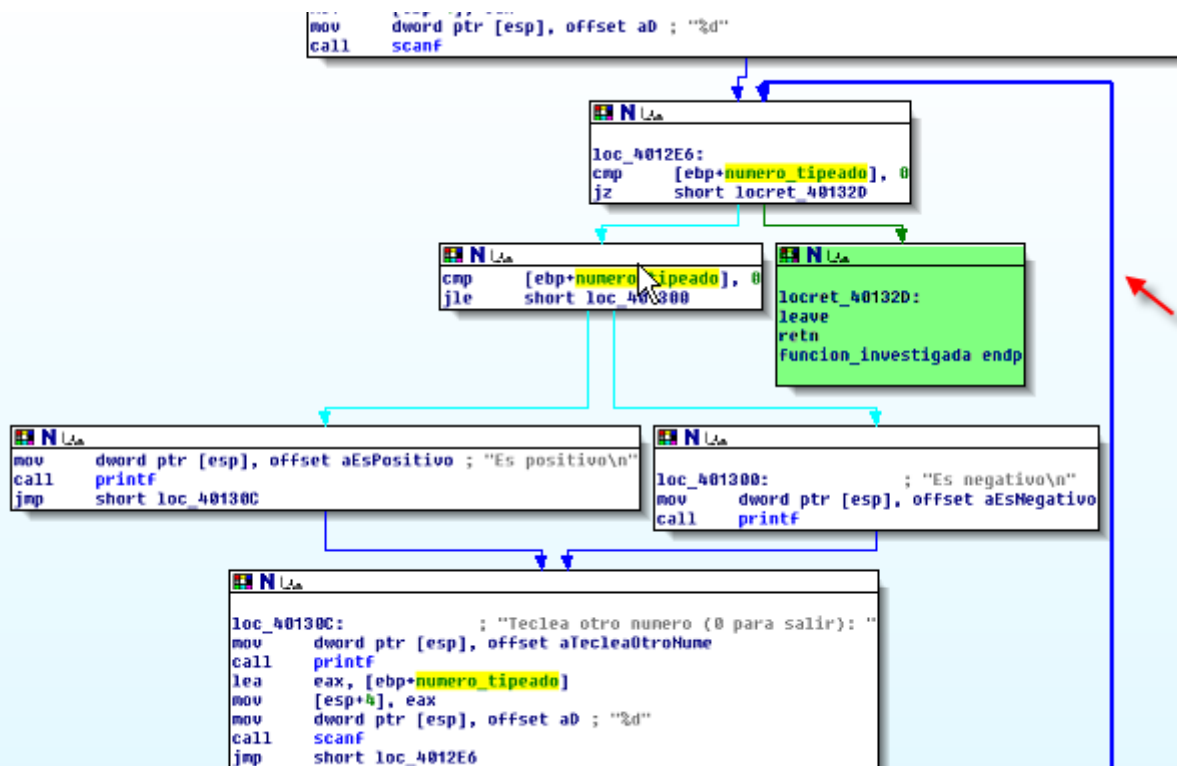 mov dword ptr [esp], offset aD ; "%d"
call scanf
loc_4012E6:
cmp [ebp+numero_tipeado], 0
jz short locret_40132D
cmp [ebp+numero_tipeado], 0
jle short loc_401300
locret_40132D:
leave
retn
funcion_investigada endp
mov dword ptr [esp], offset aEsPositivo ; "Es positivo\n"
call printf
jmp short loc_40130C
loc_401300: ; "Es negativo\n"
mov dword ptr [esp], offset aEsNegativo
call printf
loc_40130C: ; "Teclea otro numero (0 para salir): "
mov dword ptr [esp], offset aTecleaOtroNume
call printf
lea eax, [ebp+numero_tipeado]
mov [esp+4], eax
mov dword ptr [esp], offset aD ; "%d"
call scanf
jmp short loc_4012E6